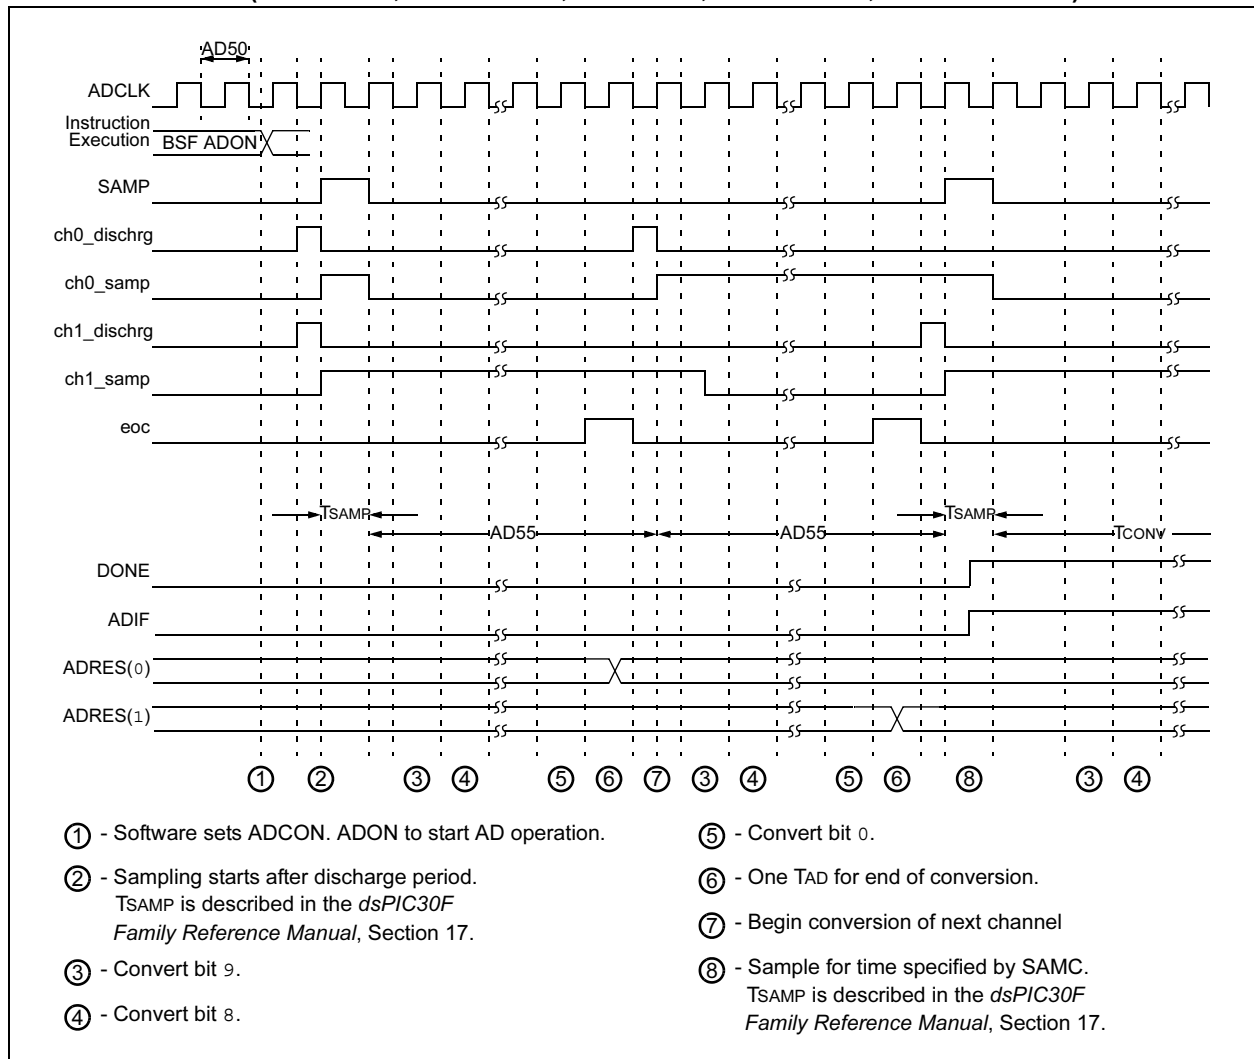 AD50
ADCLK
Instruction
Execution
BSF ADON
SAMP
ch0_dischrg
ch0_samp
ch1_dischrg
ch1_samp
eoc
TSAMP
TSAMP
AD55
AD55
TCONV
DONE
ADIF
ADRES(0)
ADRES(1)
1 2 3 4 5 6 7 3 4 5 6 8 3 4
1 - Software sets ADCON. ADON to start AD operation.
2 - Sampling starts after discharge period.
TSAMP is described in the dsPIC30F
Family Reference Manual, Section 17.
3 - Convert bit 9.
4 - Convert bit 8.
5 - Convert bit 0.
6 - One TAD for end of conversion.
7 - Begin conversion of next channel
8 - Sample for time specified by SAMC.
TSAMP is described in the dsPIC30F
Family Reference Manual, Section 17.